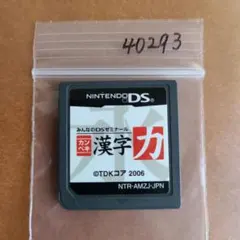 40293
NINTENDO DS
みんなのDSゼミナール
カンペキ
漢字力
©TDKコア 2006
NTR-AMZJ-JPN